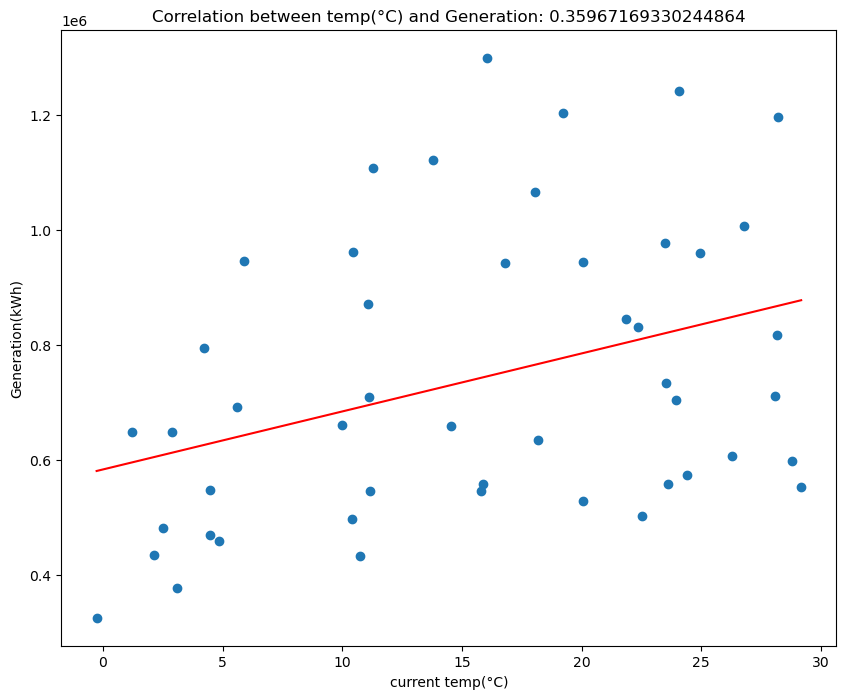 Correlation between temp(°C) and Generation: 0.35967169330244864
1e6
1.2
1.0
0.8
0.6
0.4
Generation(kWh)
0 5 10 15 20 25 30
current temp(°C)